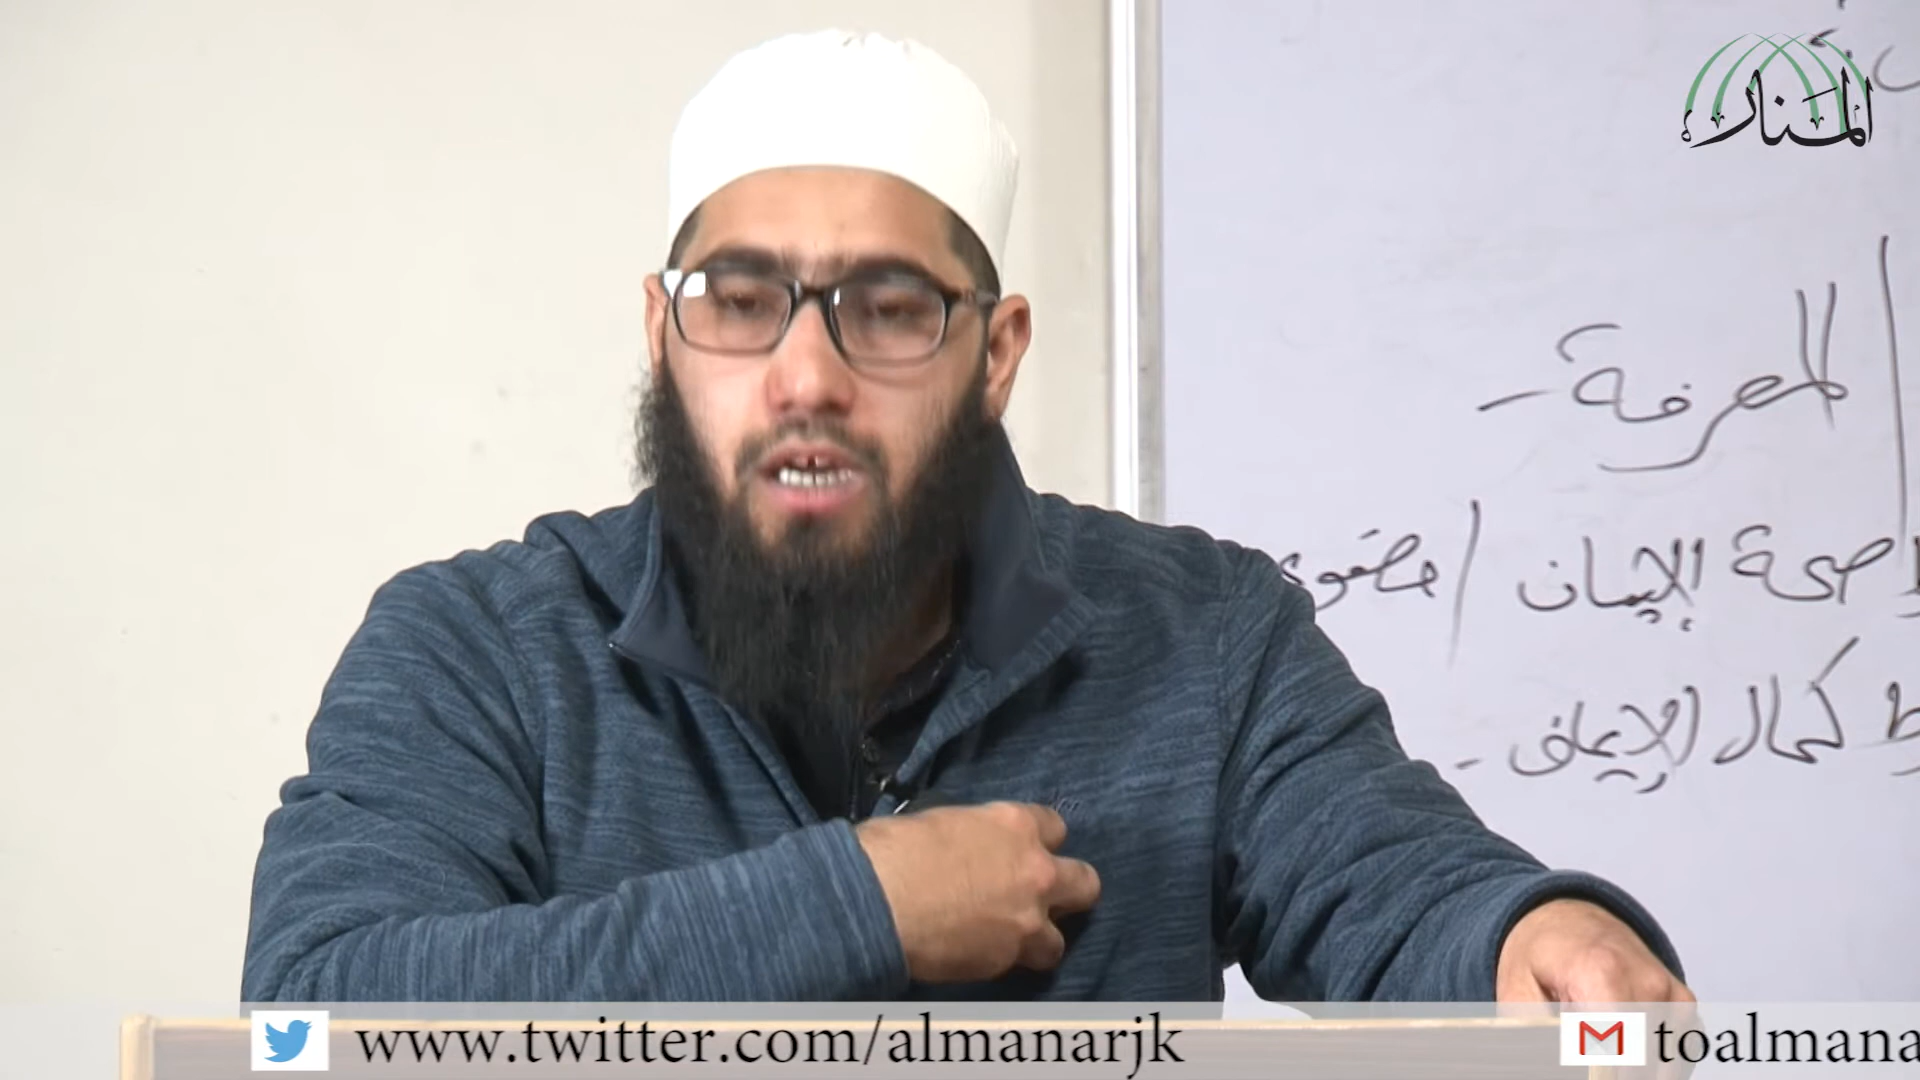 المنار
المعرفة -
صحة الإيمان /
كمال الإيمان -
www.twitter.com/almanarjk
toalmana